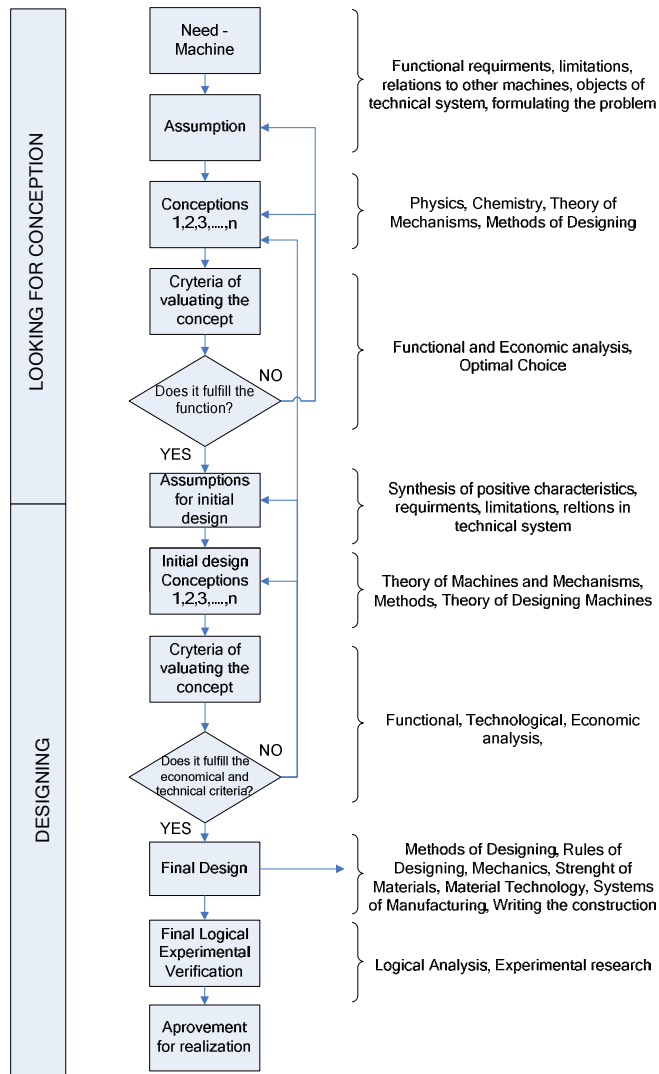 LOOKING FOR CONCEPTION
Need -
Machine
Functional requirments, limitations,
relations to other machines, objects of
technical system, formulating the problem
Assumption
Conceptions
1,2,3,....,n
Physics, Chemistry, Theory of
Mechanisms, Methods of Designing
Cryteria of
valuating the
concept
Functional and Economic analysis,
Optimal Choice
Does it fulfill the
function?
NO
YES
Assumptions
for initial
design
Synthesis of positive characteristics,
requirments, limitations, reltions in
technical system
DESIGNING
Initial design
Conceptions
1,2,3,....,n
Theory of Machines and Mechanisms,
Methods, Theory of Designing Machines
Cryteria of
valuating the
concept
Functional, Technological, Economic
analysis,
Does it fulfill the
economical and
technical criteria?
NO
YES
Final Design
Methods of Designing, Rules of
Designing, Mechanics, Strenght of
Materials, Material Technology, Systems
of Manufacturing, Writing the construction
Final Logical
Experimental
Verification
Logical Analysis, Experimental research
Aprovement
for realization